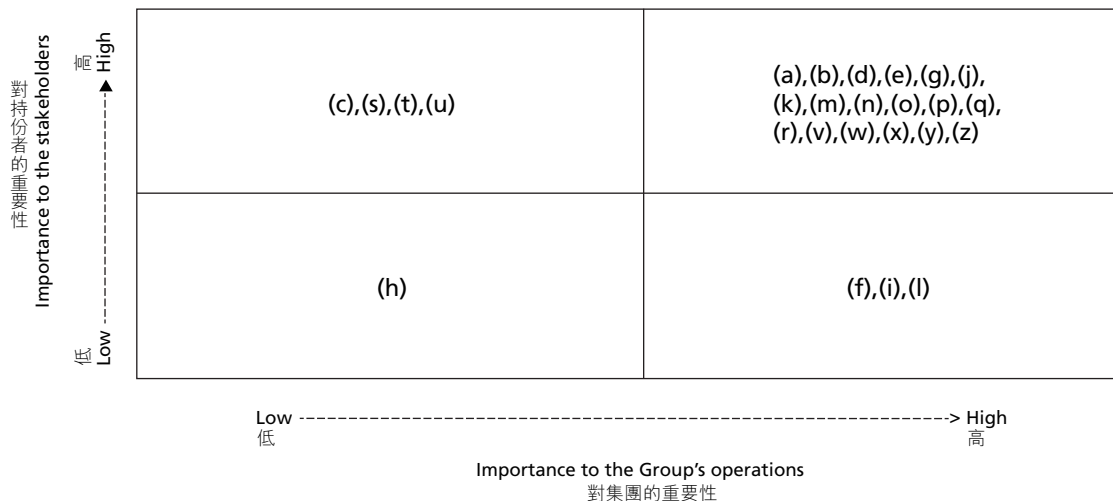 對持份者的重要性
Importance to the stakeholders
高
High
低
Low
(c),(s),(t),(u)
(a),(b),(d),(e),(g),(j),
(k),(m),(n),(o),(p),(q),
(r),(v),(w),(x),(y),(z)
(h)
(f),(i),(l)
Low
低
High
高
Importance to the Group's operations
對集團的重要性